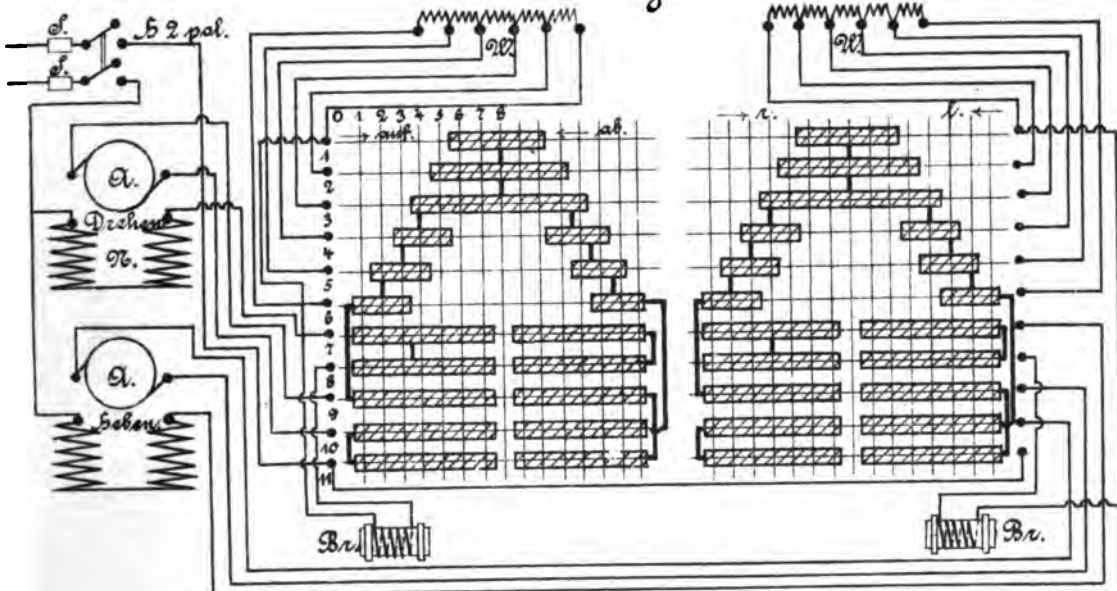 S. S 2 pol.
S.
W. W.
0 1 2 3 4 5 6 7 8
→ auf. ← ab. → r. l. ←
A.
Drehen
N.
A.
Heben.
1
2
3
4
5
6
7
8
9
10
11
Br. Br.